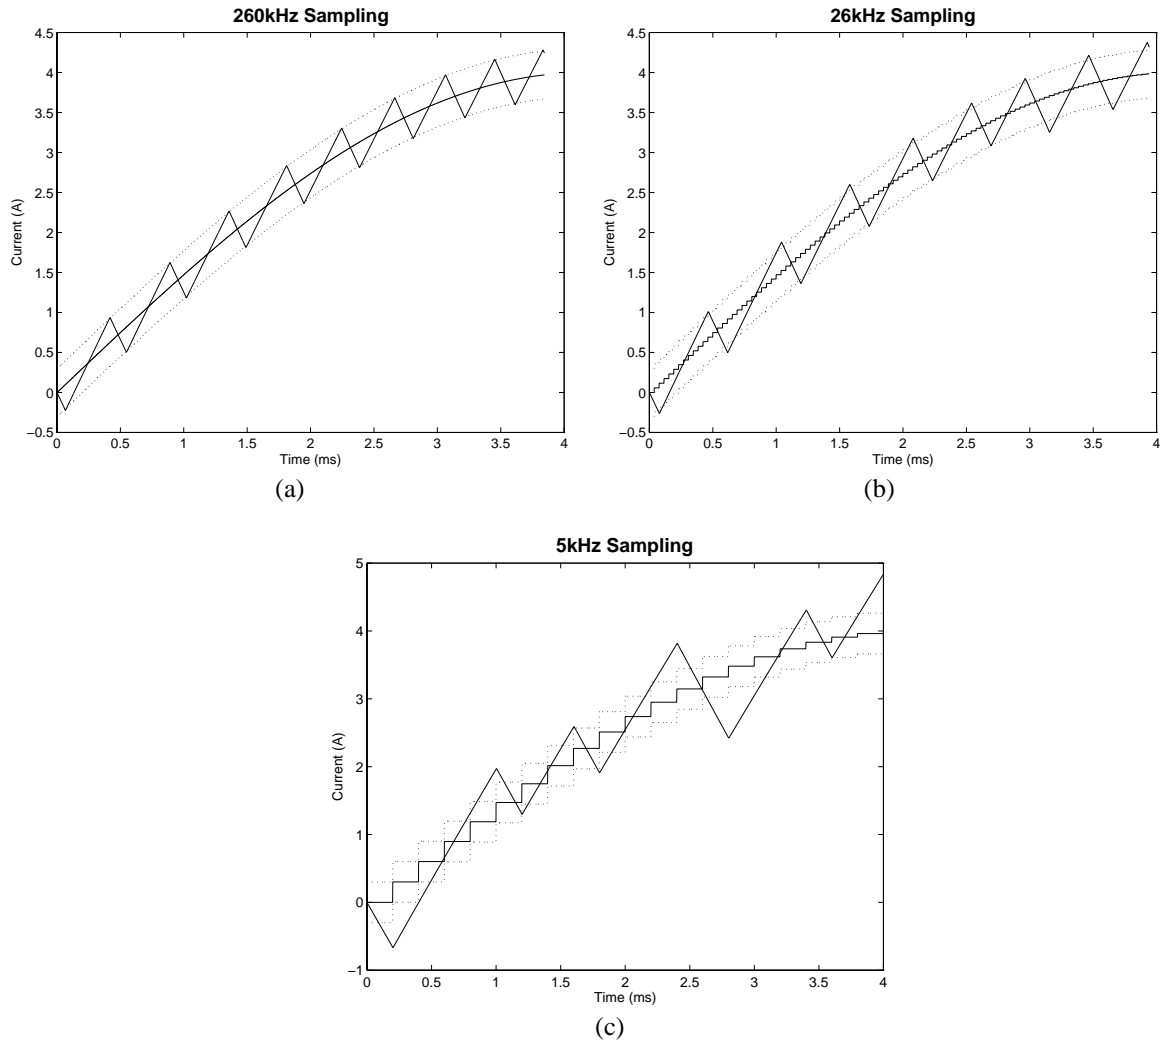 260kHz Sampling
4.5
4
3.5
3
2.5
2
1.5
1
0.5
0
−0.5
Current (A)
0 0.5 1 1.5 2 2.5 3 3.5 4
Time (ms)
(a)
26kHz Sampling
4.5
4
3.5
3
2.5
2
1.5
1
0.5
0
−0.5
Current (A)
0 0.5 1 1.5 2 2.5 3 3.5 4
Time (ms)
(b)
5kHz Sampling
5
4
3
2
1
0
−1
Current (A)
0 0.5 1 1.5 2 2.5 3 3.5 4
Time (ms)
(c)